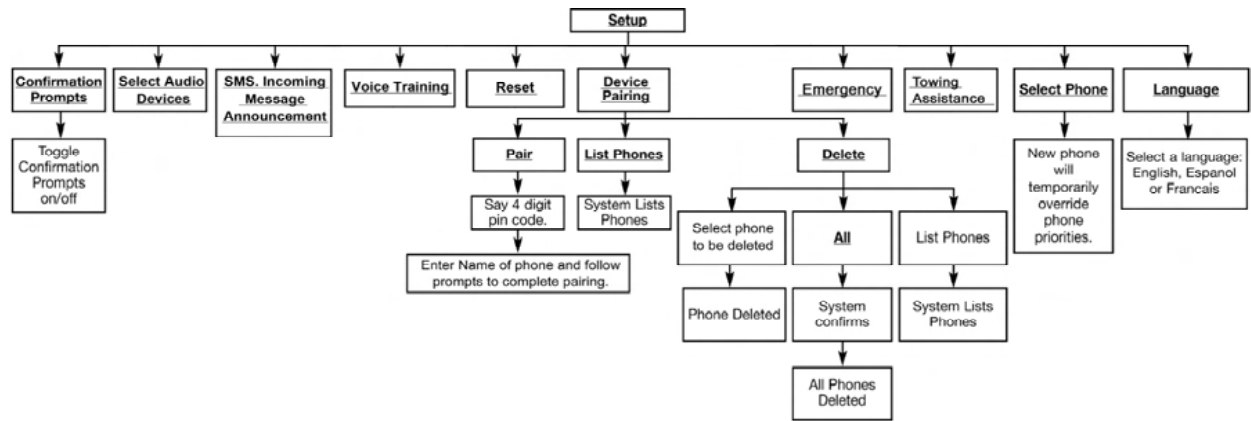 Setup
Confirmation
Prompts
Select Audio
Devices
SMS. Incoming
Message
Announcement
Voice Training
Reset
Device
Pairing
Emergency
Towing
Assistance
Select Phone
Language
Toggle
Confirmation
Prompts
on/off
Pair
List Phones
Delete
New phone
will
temporarily
override
phone
priorities.
Select a language:
English, Espanol
or Francais
Say 4 digit
pin code.
System Lists
Phones
Select phone
to be deleted
All
List Phones
Enter Name of phone and follow
prompts to complete pairing.
Phone Deleted
System
confirms
System Lists
Phones
All Phones
Deleted